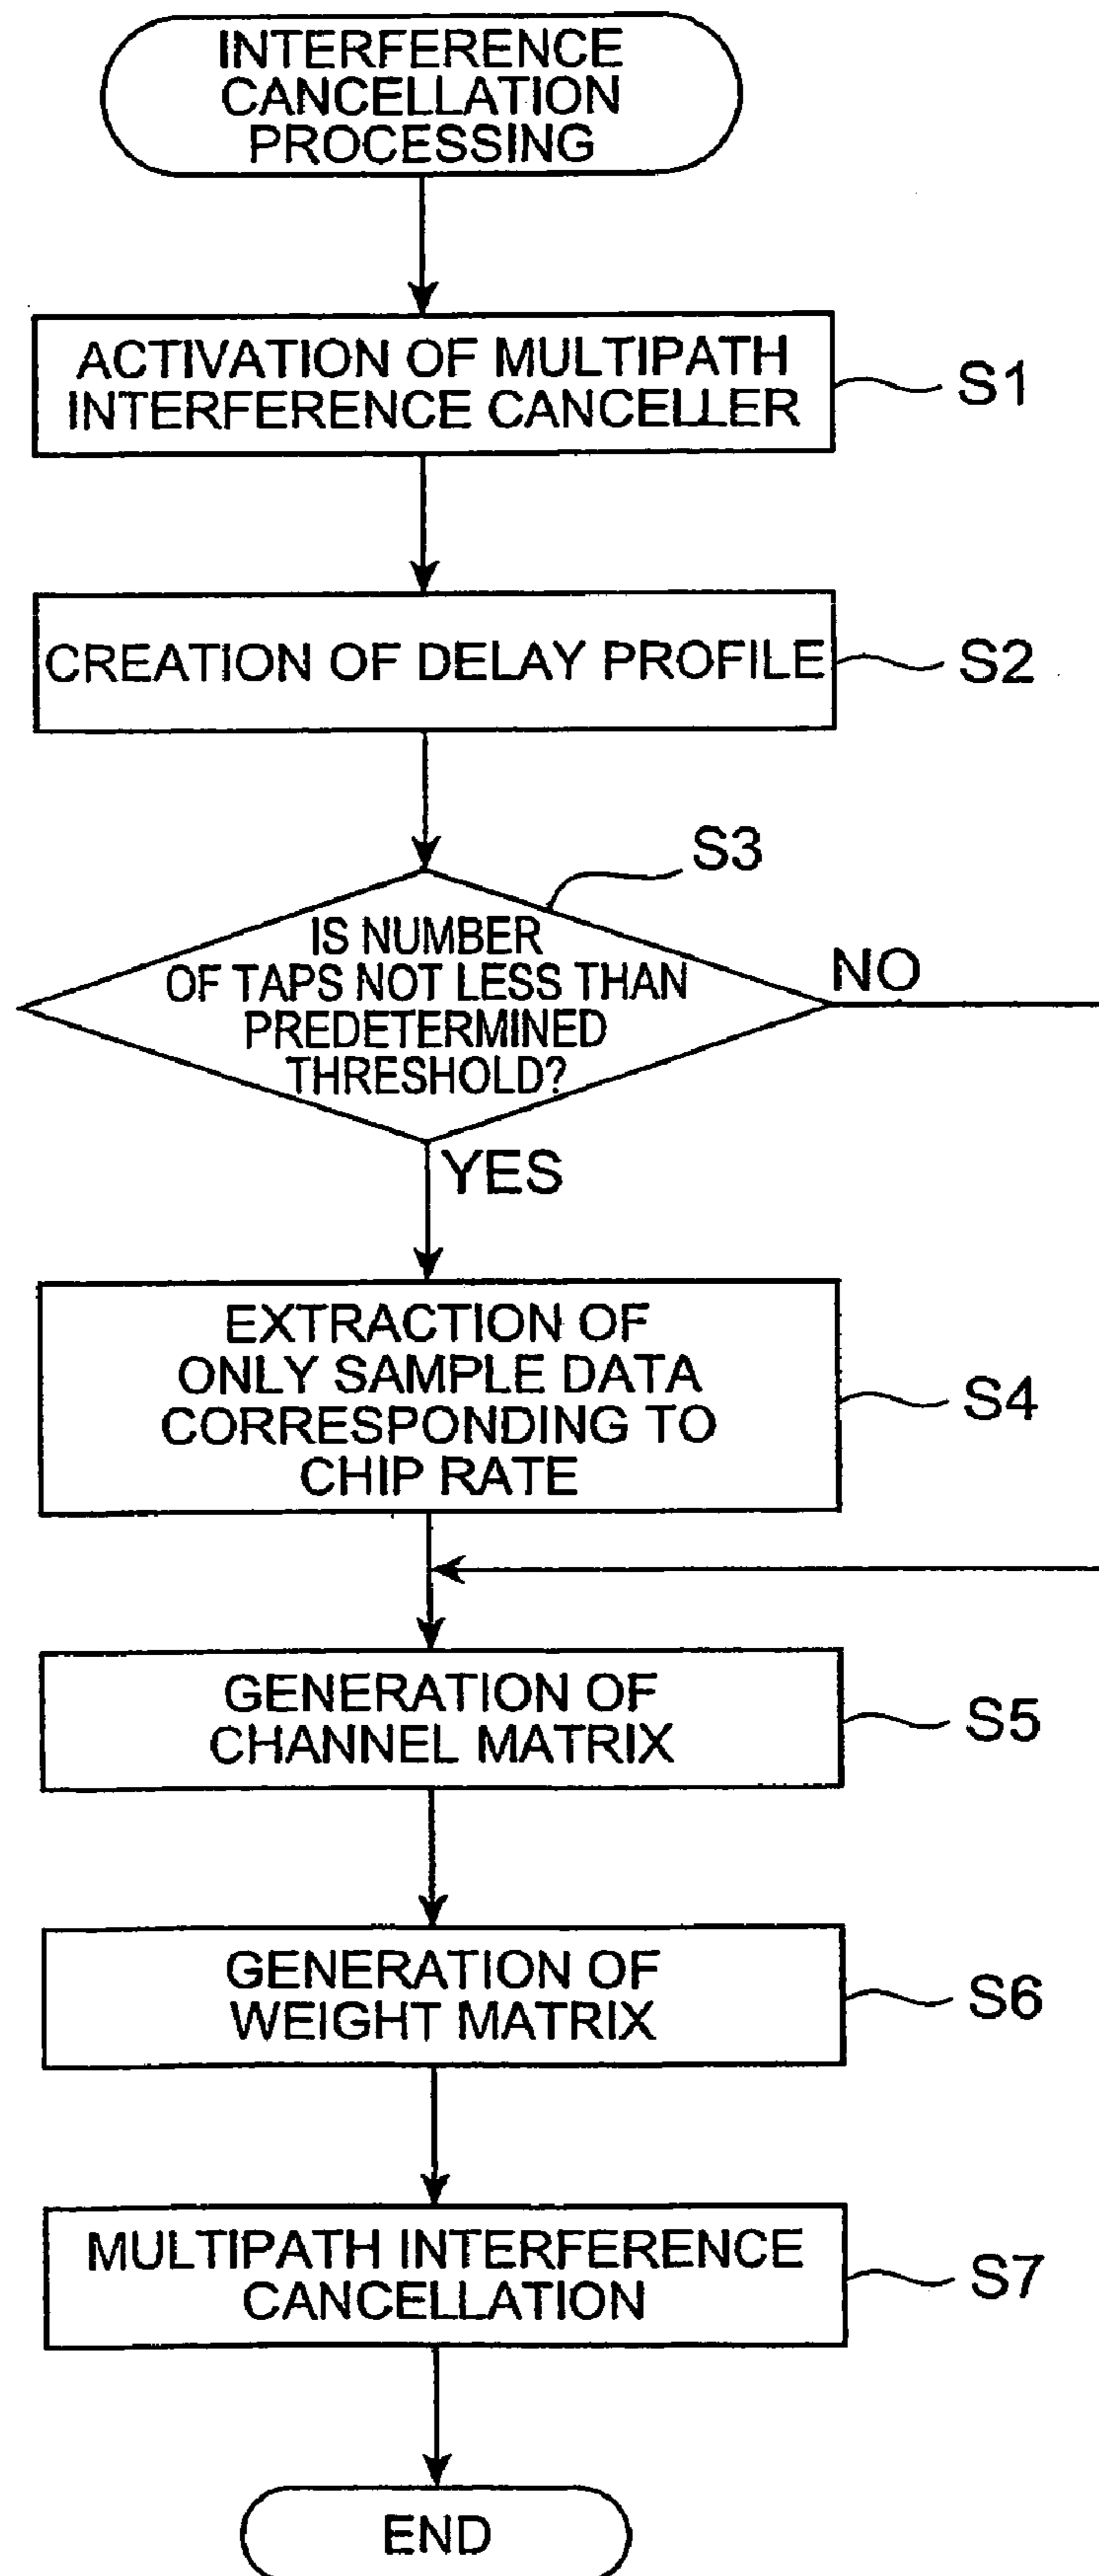 INTERFERENCE
CANCELLATION
PROCESSING
ACTIVATION OF MULTIPATH
INTERFERENCE CANCELLER
S1
CREATION OF DELAY PROFILE
S2
S3
IS NUMBER
OF TAPS NOT LESS THAN
PREDETERMINED
THRESHOLD?
NO
YES
EXTRACTION OF
ONLY SAMPLE DATA
CORRESPONDING TO
CHIP RATE
S4
GENERATION OF
CHANNEL MATRIX
S5
GENERATION OF
WEIGHT MATRIX
S6
MULTIPATH INTERFERENCE
CANCELLATION
S7
END